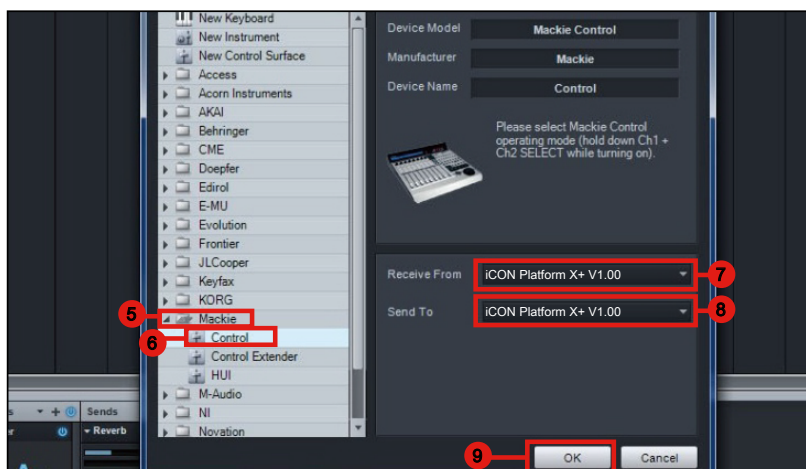 New Keyboard
New Instrument
New Control Surface
Access
Acorn Instruments
AKAI
Behringer
CME
Doepfer
Edirol
E-MU
Evolution
Frontier
JLCooper
Keyfax
KORG
5 Mackie
6 Control
Control Extender
HUI
M-Audio
NI
Novation
Device Model Mackie Control
Manufacturer Mackie
Device Name Control
Please select Mackie Control
operating mode (hold down Ch1 +
Ch2 SELECT while turning on).
Receive From iCON Platform X+ V1.00 7
Send To iCON Platform X+ V1.00 8
9 OK Cancel
Sends
Reverb